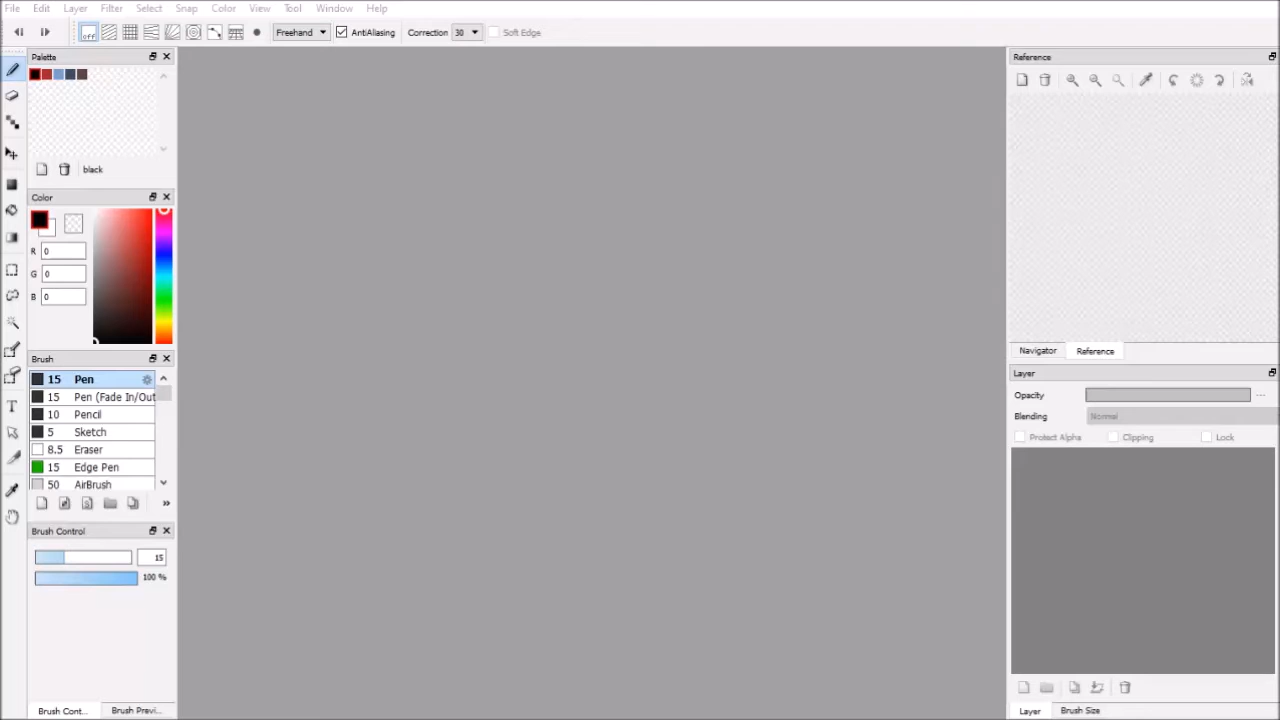 File Edit Layer Filter Select Snap Color View Tool Window Help
off Freehand AntiAliasing Correction 30 Soft Edge
Palette
black
Color
R 0
G 0
B 0
Brush
15 Pen
15 Pen (Fade In/Out
10 Pencil
5 Sketch
8.5 Eraser
15 Edge Pen
50 AirBrush
»
Brush Control
15
100 %
Brush Cont... Brush Previ...
Reference
Navigator Reference
Layer
Opacity ...
Blending Normal
Protect Alpha Clipping Lock
Layer Brush Size